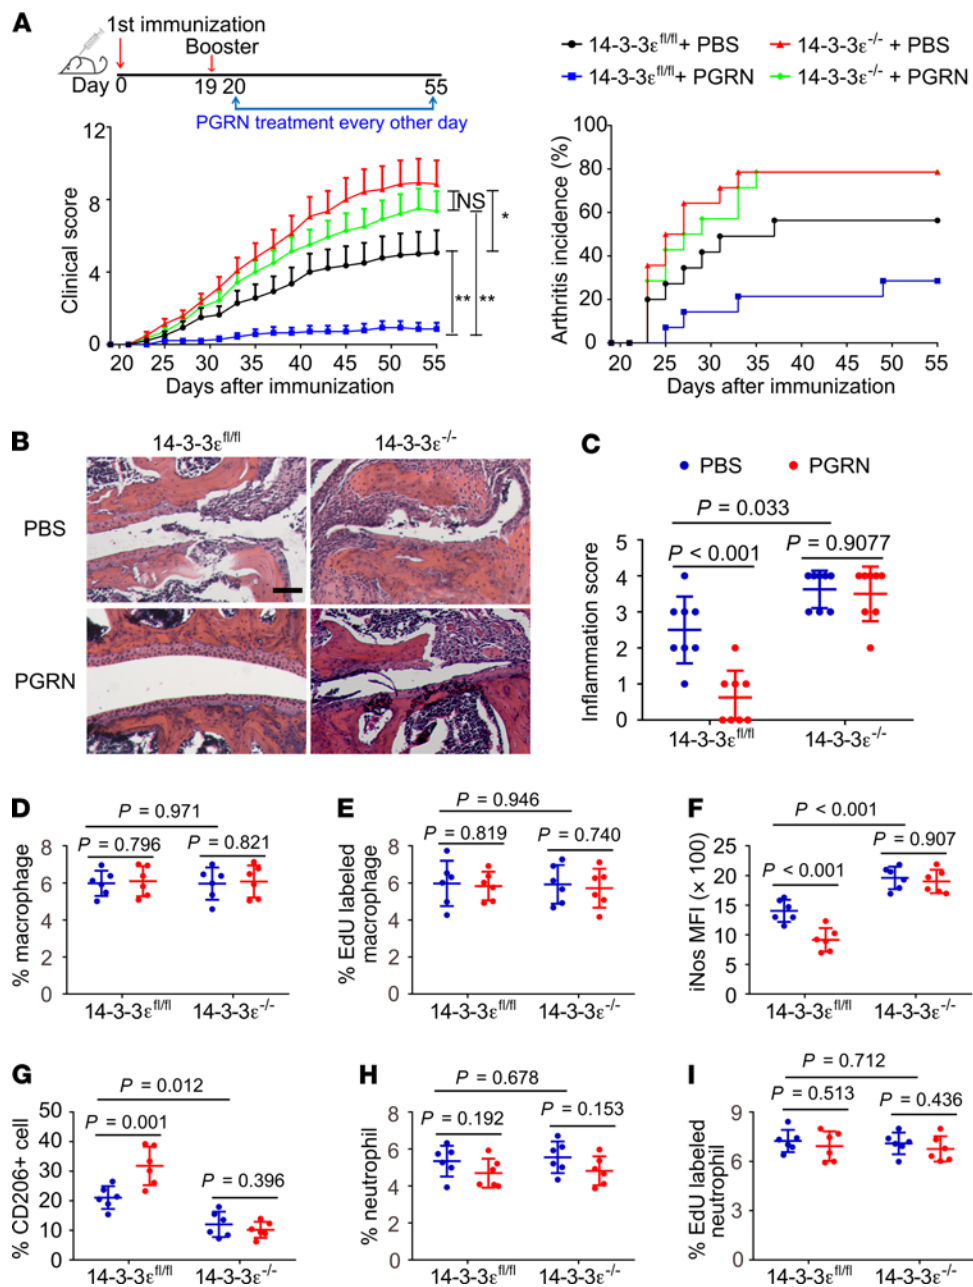 A
1st immunization
Booster
Day 0 19 20 55
PGRN treatment every other day
14-3-3ε^fl/fl + PBS
14-3-3ε^-/- + PBS
14-3-3ε^fl/fl + PGRN
14-3-3ε^-/- + PGRN
Clinical score
12
8
4
0
NS
*
**
**
20 25 30 35 40 45 50 55
Days after immunization
Arthritis incidence (%)
80
60
40
20
0
20 25 30 35 45 50 55
Days after immunization
B
14-3-3ε^fl/fl
14-3-3ε^-/-
PBS
PGRN
C
PBS
PGRN
P = 0.033
P < 0.001
P = 0.9077
Inflammation score
5
4
3
2
1
0
14-3-3ε^fl/fl
14-3-3ε^-/-
D
P = 0.971
P = 0.796
P = 0.821
% macrophage
8
6
4
2
0
14-3-3ε^fl/fl
14-3-3ε^-/-
E
P = 0.946
P = 0.819
P = 0.740
% EdU labeled
macrophage
8
6
4
2
0
14-3-3ε^fl/fl
14-3-3ε^-/-
F
P < 0.001
P < 0.001
P = 0.907
iNos MFI (× 100)
25
20
15
10
5
0
14-3-3ε^fl/fl
14-3-3ε^-/-
G
P = 0.012
P = 0.001
P = 0.396
% CD206+ cell
50
40
30
20
10
0
14-3-3ε^fl/fl
14-3-3ε^-/-
H
P = 0.678
P = 0.192
P = 0.153
% neutrophil
8
6
4
2
0
14-3-3ε^fl/fl
14-3-3ε^-/-
I
P = 0.712
P = 0.513
P = 0.436
% EdU labeled
neutrophil
9
6
3
0
14-3-3ε^fl/fl
14-3-3ε^-/-